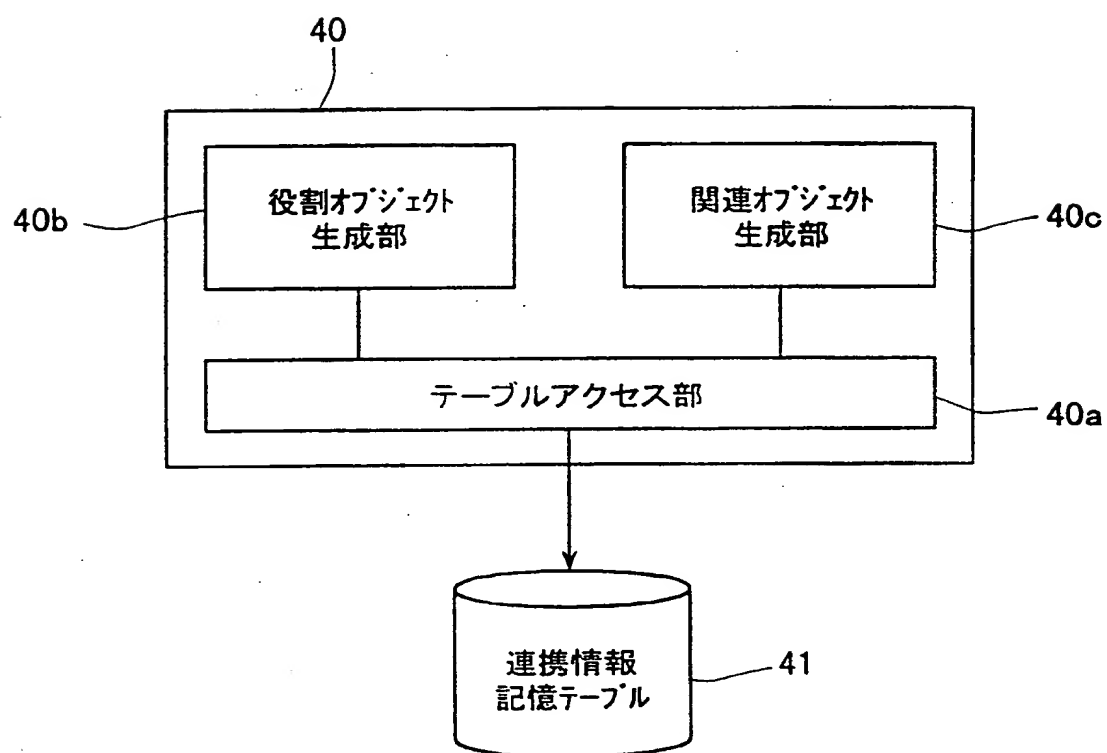 40
役割オブジェクト
生成部
関連オブジェクト
生成部
40b
40c
テーブルアクセス部
40a
連携情報
記憶テーブル
41